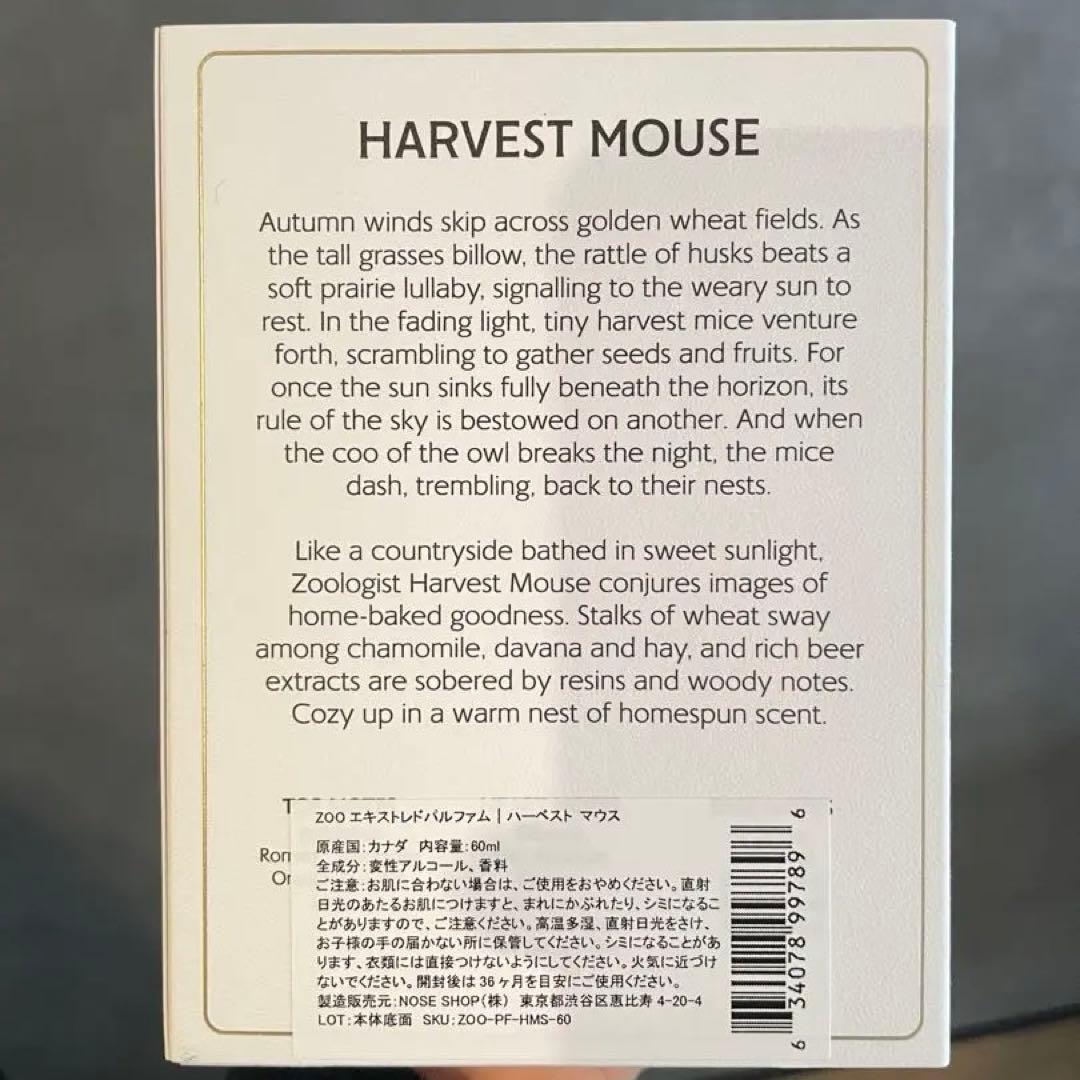 HARVEST MOUSE
Autumn winds skip across golden wheat fields. As
the tall grasses billow, the rattle of husks beats a
soft prairie lullaby, signalling to the weary sun to
rest. In the fading light, tiny harvest mice venture
forth, scrambling to gather seeds and fruits. For
once the sun sinks fully beneath the horizon, its
rule of the sky is bestowed on another. And when
the coo of the owl breaks the night, the mice
dash, trembling, back to their nests.
Like a countryside bathed in sweet sunlight,
Zoologist Harvest Mouse conjures images of
home-baked goodness. Stalks of wheat sway
among chamomile, davana and hay, and rich beer
extracts are sobered by resins and woody notes.
Cozy up in a warm nest of homespun scent.
ZOO エキストレドパルファム | ハーベスト マウス
原産国:カナダ 内容量:60ml
全成分:変性アルコール、香料
ご注意:お肌に合わない場合は、ご使用をおやめください。直射
日光のあたるお肌につけますと、まれにかぶれたり、シミになるこ
とがありますので、ご注意ください。高温多湿、直射日光をさけ、
お子様の手の届かない所に保管してください。シミになることがあ
ります、衣類には直接つけないようにしてください。火気に近づけ
ないでください。開封後は 36 ヶ月を目安にご使用ください。
製造販売元:NOSE SHOP(株) 東京都渋谷区恵比寿 4-20-4
LOT:本体底面 SKU:ZOO-PF-HMS-60
6 34078 99789 6